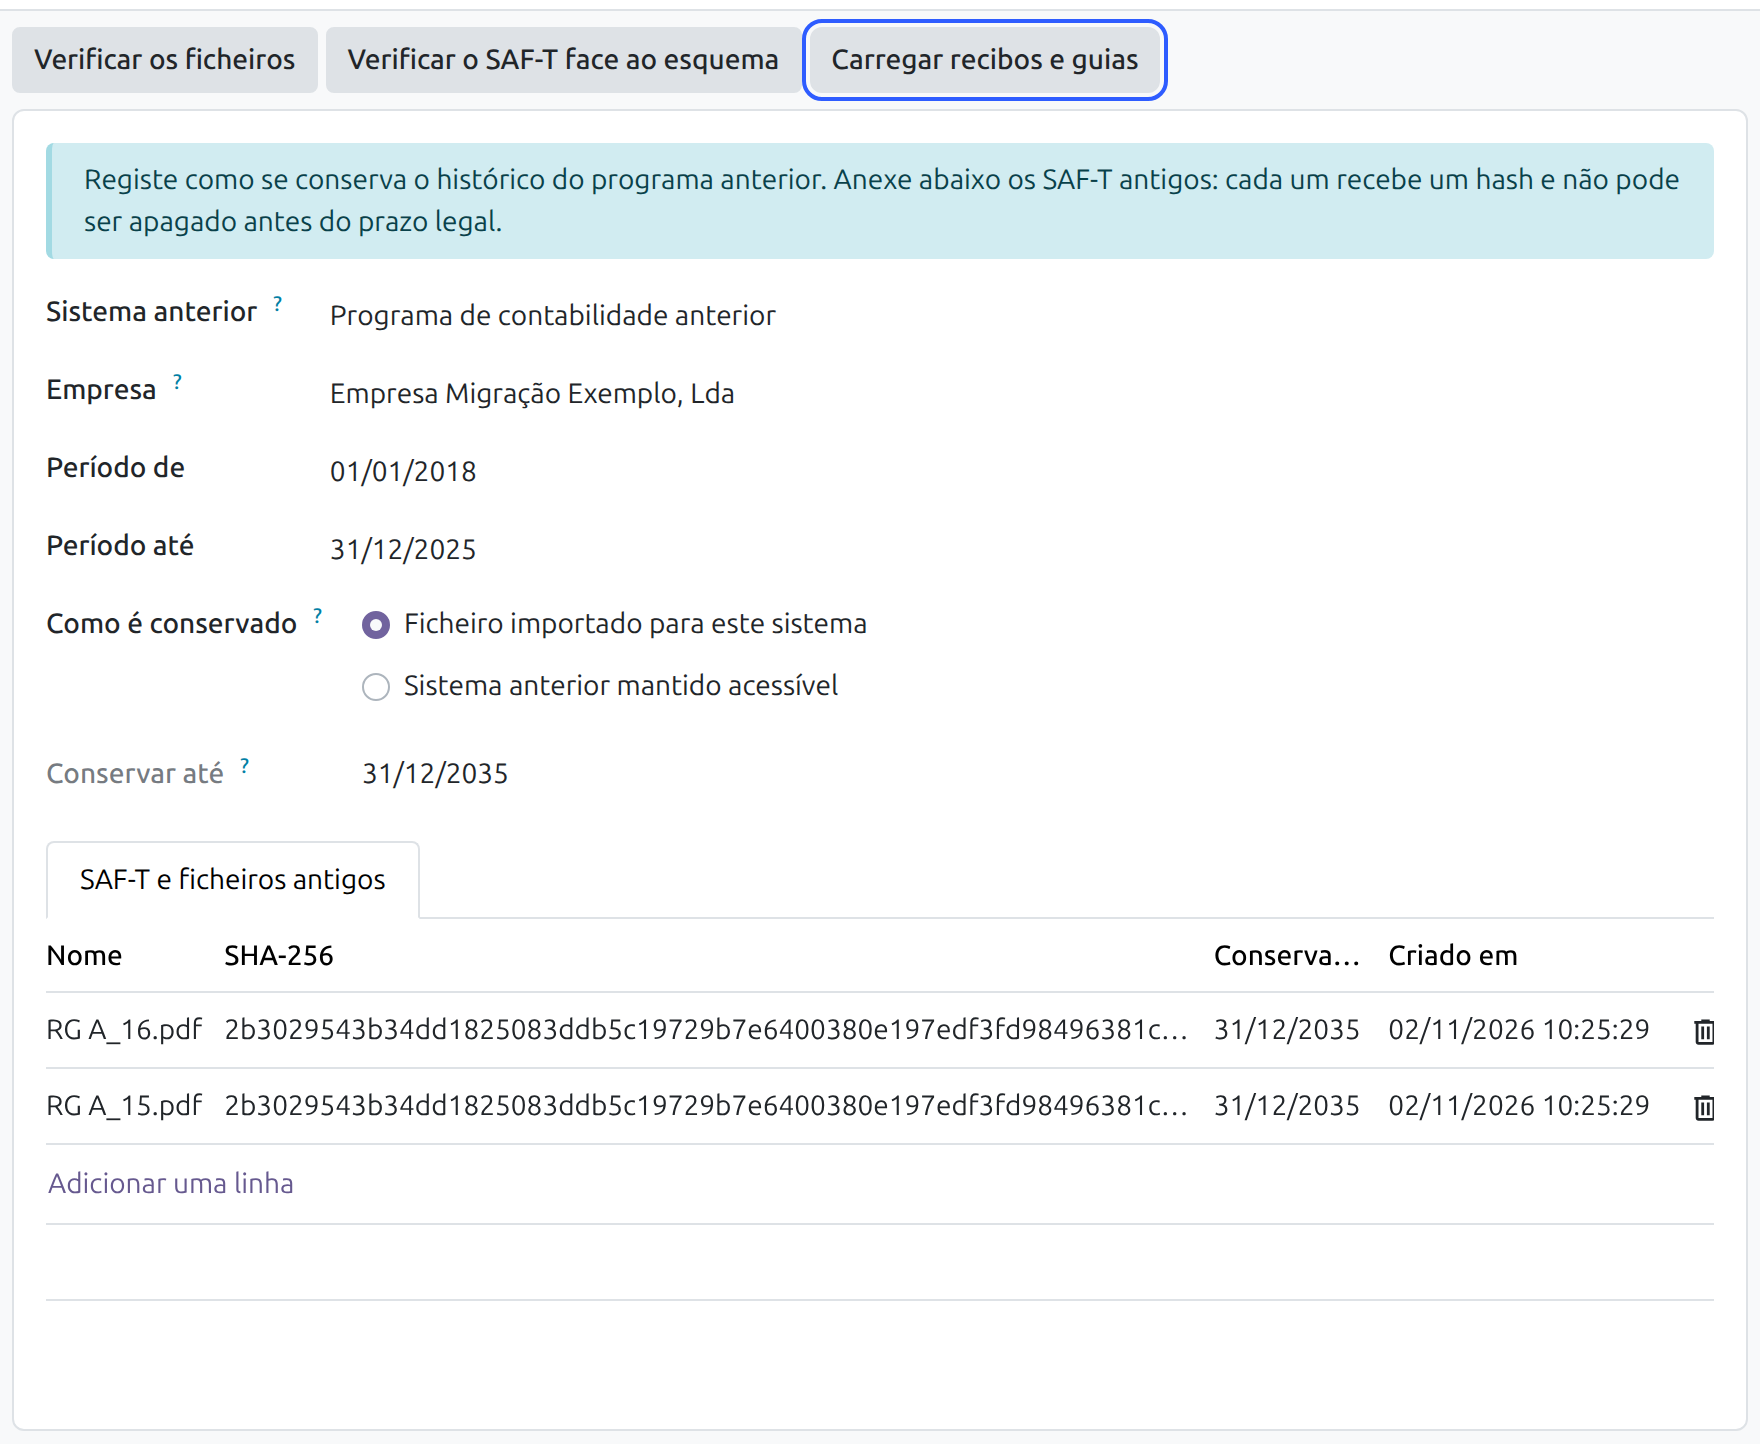 Verificar os ficheiros
Verificar o SAF-T face ao esquema
Carregar recibos e guias
Registe como se conserva o histórico do programa anterior. Anexe abaixo os SAF-T antigos: cada um recebe um hash e não pode
ser apagado antes do prazo legal.
Sistema anterior ? Programa de contabilidade anterior
Empresa ? Empresa Migração Exemplo, Lda
Período de 01/01/2018
Período até 31/12/2025
Como é conservado ? Ficheiro importado para este sistema
Sistema anterior mantido acessível
Conservar até ? 31/12/2035
SAF-T e ficheiros antigos
Nome SHA-256 Conserva... Criado em
RG A_16.pdf 2b3029543b34dd1825083ddb5c19729b7e6400380e197edf3fd98496381c... 31/12/2035 02/11/2026 10:25:29
RG A_15.pdf 2b3029543b34dd1825083ddb5c19729b7e6400380e197edf3fd98496381c... 31/12/2035 02/11/2026 10:25:29
Adicionar uma linha